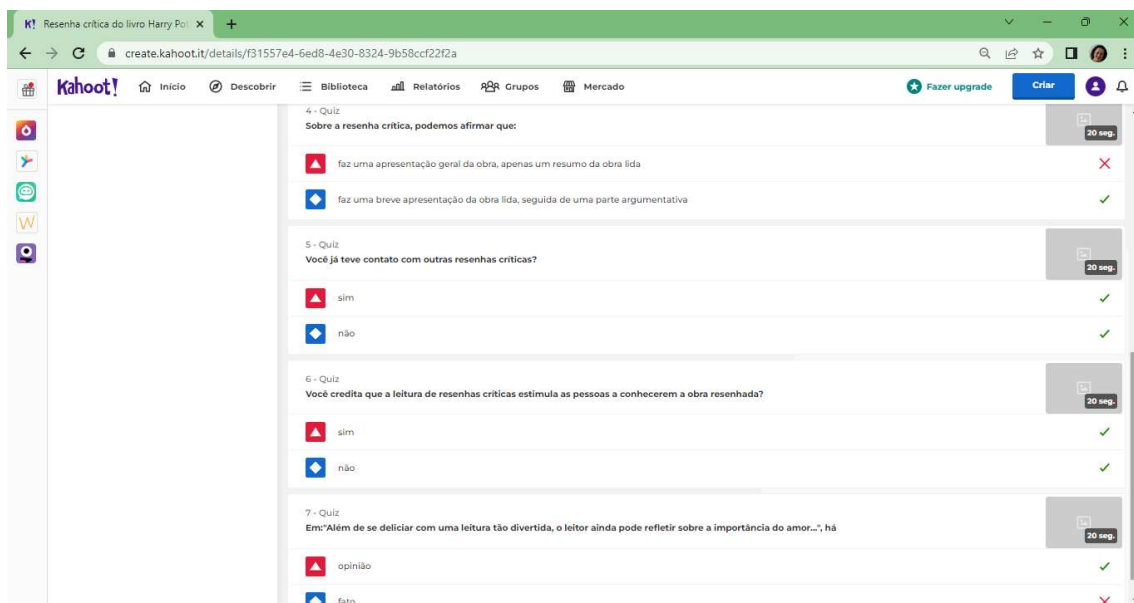 K! Resenha crítica do livro Harry Pot
create.kahoot.it/details/f31557e4-6ed8-4e30-8324-9b58ccf22f2a
Kahoot! Início Descobrir Biblioteca Relatórios Grupos Mercado Fazer upgrade Criar
4 - Quiz
Sobre a resenha crítica, podemos afirmar que:
20 seg.
faz uma apresentação geral da obra, apenas um resumo da obra lida
faz uma breve apresentação da obra lida, seguida de uma parte argumentativa
W
5 - Quiz
Você já teve contato com outras resenhas críticas?
20 seg.
sim
não
6 - Quiz
Você credita que a leitura de resenhas críticas estimula as pessoas a conhecerem a obra resenhada?
20 seg.
sim
não
7 - Quiz
Em:"Além de se deliciar com uma leitura tão divertida, o leitor ainda pode refletir sobre a importância do amor...", há
20 seg.
opinião
fato